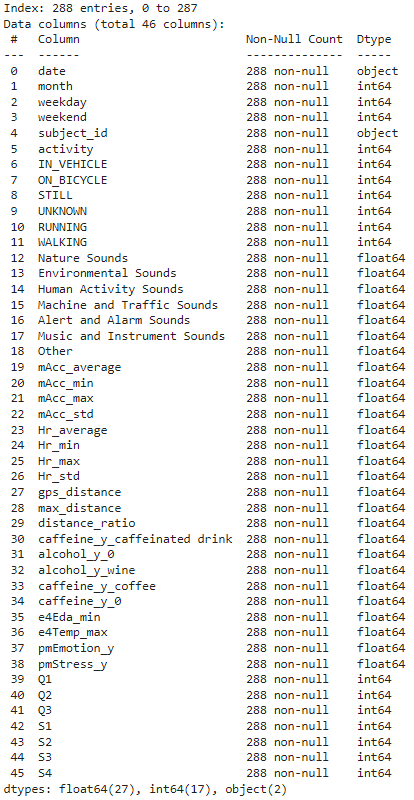 Index: 288 entries, 0 to 287
Data columns (total 46 columns):
 #   Column                     Non-Null Count  Dtype
---  ------                     --------------  -----
 0   date                       288 non-null    object
 1   month                      288 non-null    int64
 2   weekday                    288 non-null    int64
 3   weekend                    288 non-null    int64
 4   subject_id                 288 non-null    object
 5   activity                   288 non-null    int64
 6   IN_VEHICLE                 288 non-null    int64
 7   ON_BICYCLE                 288 non-null    int64
 8   STILL                      288 non-null    int64
 9   UNKNOWN                    288 non-null    int64
 10  RUNNING                    288 non-null    int64
 11  WALKING                    288 non-null    int64
 12  Nature Sounds              288 non-null    float64
 13  Environmental Sounds       288 non-null    float64
 14  Human Activity Sounds      288 non-null    float64
 15  Machine and Traffic Sounds  288 non-null    float64
 16  Alert and Alarm Sounds     288 non-null    float64
 17  Music and Instrument Sounds  288 non-null    float64
 18  Other                      288 non-null    float64
 19  mAcc_average               288 non-null    float64
 20  mAcc_min                   288 non-null    float64
 21  mAcc_max                   288 non-null    float64
 22  mAcc_std                   288 non-null    float64
 23  Hr_average                 288 non-null    float64
 24  Hr_min                     288 non-null    float64
 25  Hr_max                     288 non-null    float64
 26  Hr_std                     288 non-null    float64
 27  gps_distance               288 non-null    float64
 28  max_distance               288 non-null    float64
 29  distance_ratio             288 non-null    float64
 30  caffeine_y_caffeinated drink  288 non-null    float64
 31  alcohol_y_0                288 non-null    float64
 32  alcohol_y_wine             288 non-null    float64
 33  caffeine_y_coffee          288 non-null    float64
 34  caffeine_y_0               288 non-null    float64
 35  e4Eda_min                  288 non-null    float64
 36  e4Temp_max                 288 non-null    float64
 37  pmEmotion_y                288 non-null    float64
 38  pmStress_y                 288 non-null    float64
 39  Q1                         288 non-null    int64
 40  Q2                         288 non-null    int64
 41  Q3                         288 non-null    int64
 42  S1                         288 non-null    int64
 43  S2                         288 non-null    int64
 44  S3                         288 non-null    int64
 45  S4                         288 non-null    int64
dtypes: float64(27), int64(17), object(2)